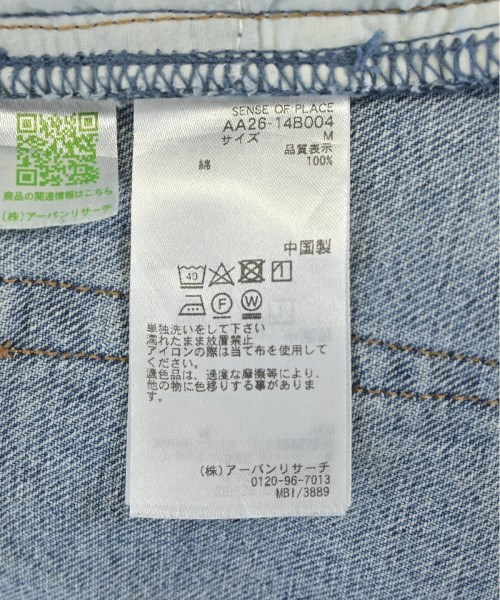 SENSE OF PLACE
AA26-14B004
サイズ M
品質表示
綿 100%
中国製
40
F W
単独洗いをして下さい
濡れたまま放置禁止
アイロンの際は当て布を使用してください
濃色品は、過度な摩擦等により、
他の物に色移りする事があります。
(株)アーバンリサーチ
0120-96-7013
MBI/3889
商品の関連情報はこちら
(株)アーバンリサーチ